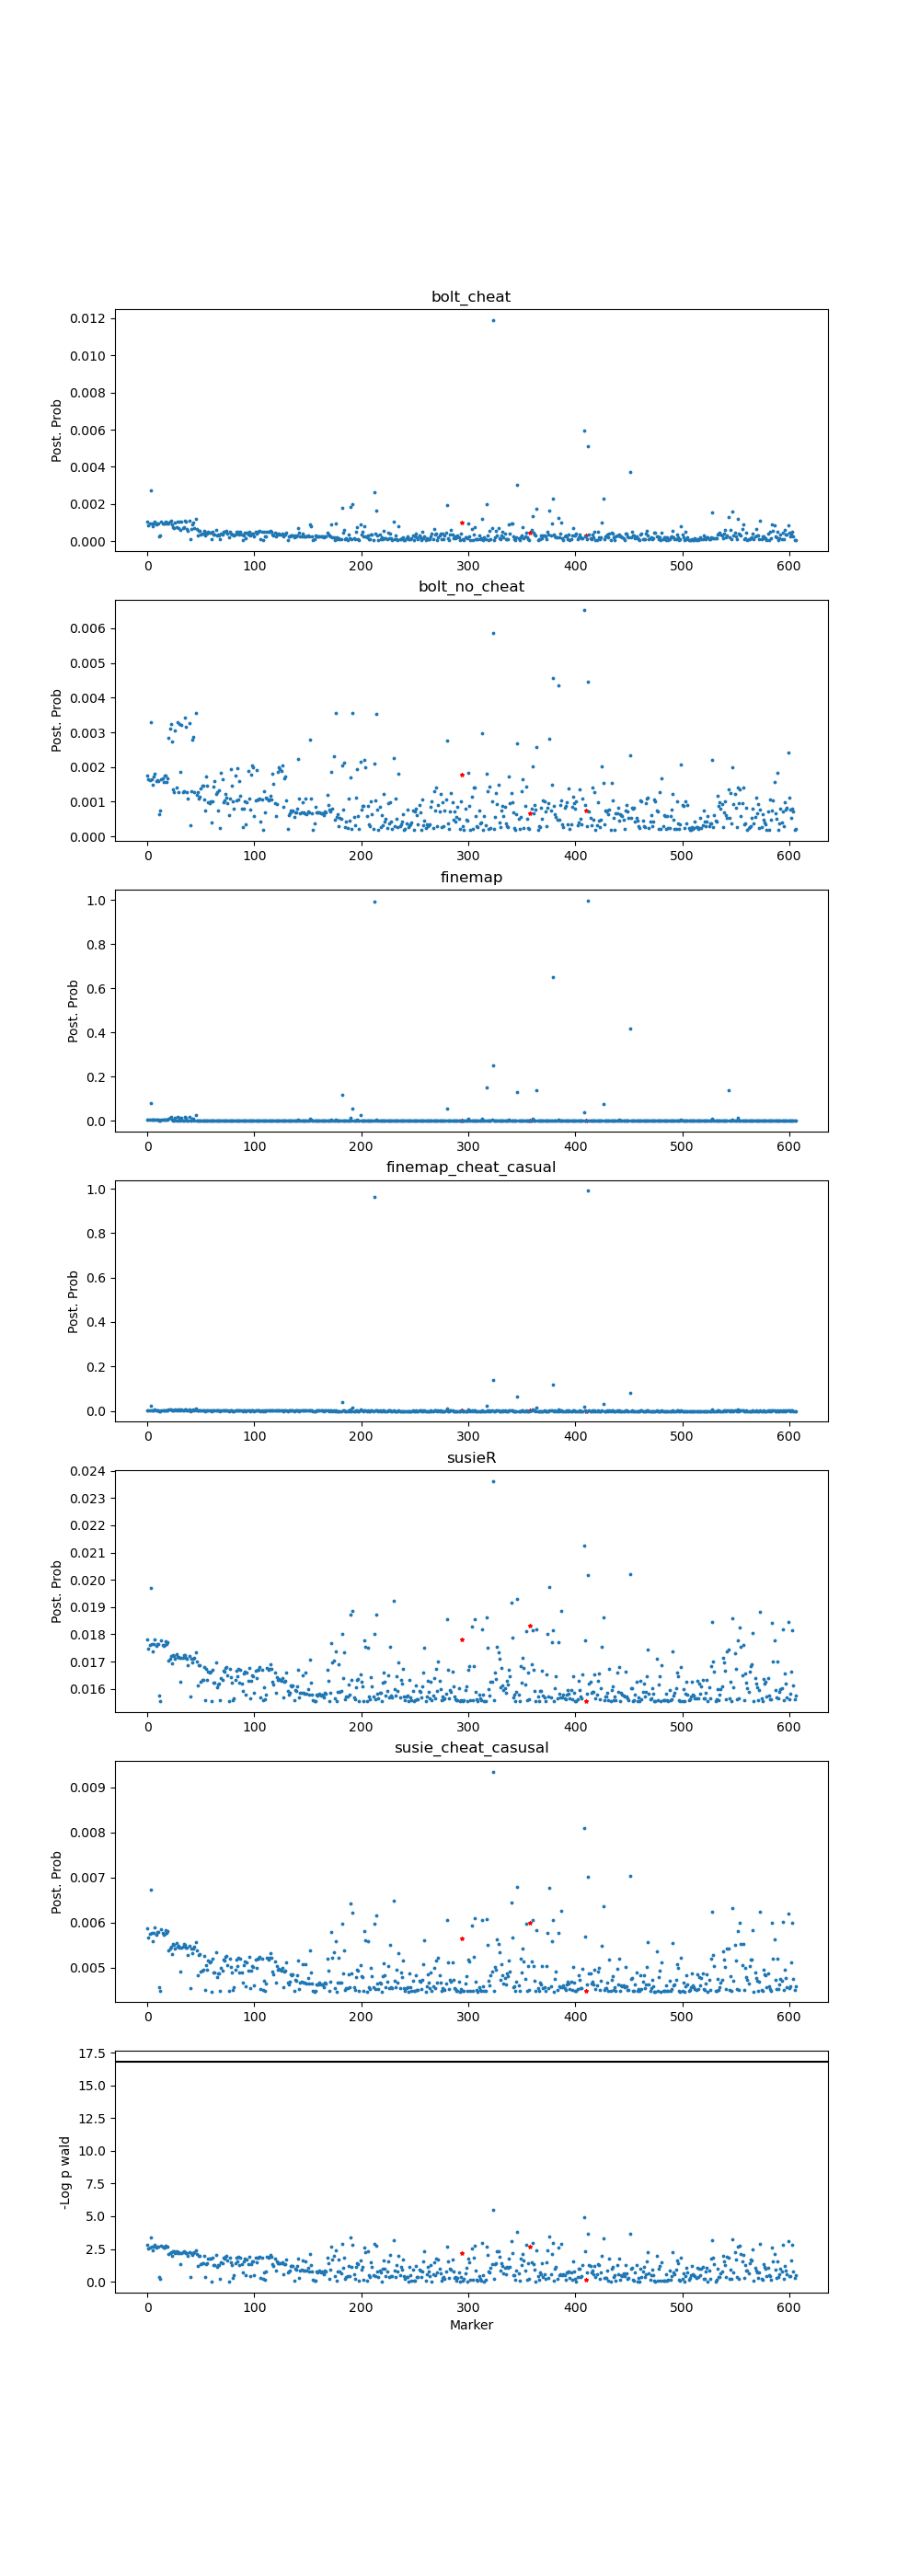 bolt_cheat
0.012
0.010
0.008
0.006
0.004
0.002
0.000
Post. Prob
0 100 200 300 400 500 600
bolt_no_cheat
0.006
0.005
0.004
0.003
0.002
0.001
0.000
Post. Prob
0 100 200 300 400 500 600
finemap
1.0
0.8
0.6
0.4
0.2
0.0
Post. Prob
0 100 200 300 400 500 600
finemap_cheat_casual
1.0
0.8
0.6
0.4
0.2
0.0
Post. Prob
0 100 200 300 400 500 600
susieR
0.024
0.023
0.022
0.021
0.020
0.019
0.018
0.017
0.016
Post. Prob
0 100 200 300 400 500 600
susie_cheat_casusal
0.009
0.008
0.007
0.006
0.005
Post. Prob
0 100 200 300 400 500 600
17.5
15.0
12.5
10.0
7.5
5.0
2.5
0.0
-Log p wald
0 100 200 300 400 500 600
Marker